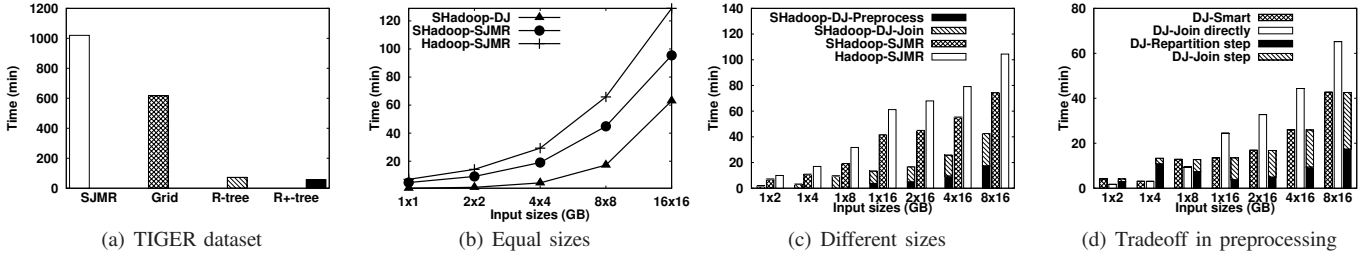 Time (min)
1200
1000
800
600
400
200
0
SJMR
Grid
R-tree
R+-tree
(a) TIGER dataset
Time (min)
120
100
80
60
40
20
SHadoop-DJ
SHadoop-SJMR
Hadoop-SJMR
1x1
2x2
4x4
8x8
16x16
Input sizes (GB)
(b) Equal sizes
Time (min)
140
120
100
80
60
40
20
0
SHadoop-DJ-Preprocess
SHadoop-DJ-Join
SHadoop-SJMR
Hadoop-SJMR
1x2
1x4
1x8
1x16
2x16
4x16
8x16
Input sizes (GB)
(c) Different sizes
Time (min)
80
60
40
20
0
DJ-Smart
DJ-Join directly
DJ-Repartition step
DJ-Join step
1x2
1x4
1x8
1x16
2x16
4x16
8x16
Input sizes (GB)
(d) Tradeoff in preprocessing